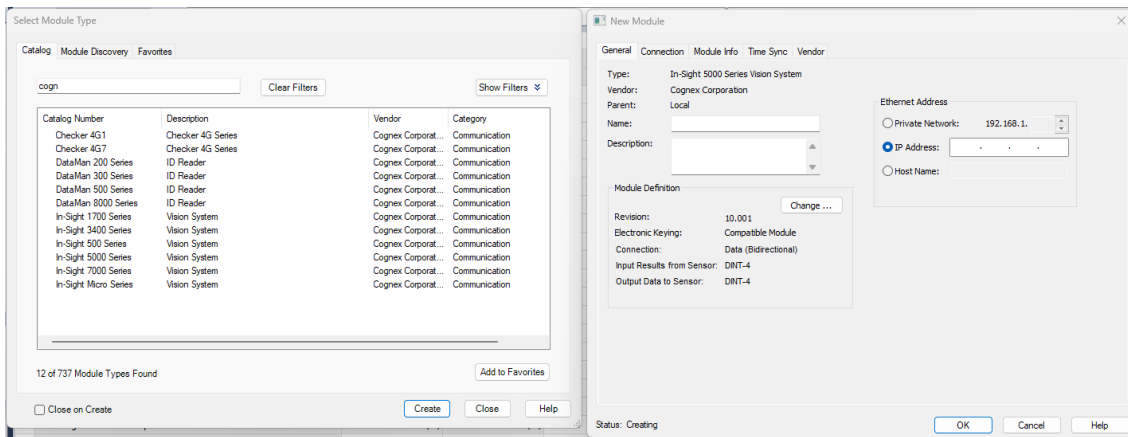 Select Module Type
Catalog Module Discovery Favorites
cogn
Clear Filters
Show Filters
Catalog Number Description Vendor Category
Checker 4G1 Checker 4G Series Cognex Corporat... Communication
Checker 4G7 Checker 4G Series Cognex Corporat... Communication
DataMan 200 Series ID Reader Cognex Corporat... Communication
DataMan 300 Series ID Reader Cognex Corporat... Communication
DataMan 500 Series ID Reader Cognex Corporat... Communication
DataMan 8000 Series ID Reader Cognex Corporat... Communication
In-Sight 1700 Series Vision System Cognex Corporat... Communication
In-Sight 3400 Series Vision System Cognex Corporat... Communication
In-Sight 500 Series Vision System Cognex Corporat... Communication
In-Sight 5000 Series Vision System Cognex Corporat... Communication
In-Sight 7000 Series Vision System Cognex Corporat... Communication
In-Sight Micro Series Vision System Cognex Corporat... Communication
12 of 737 Module Types Found
Add to Favorites
Close on Create
Create Close Help
New Module
General Connection Module Info Time Sync Vendor
Type: In-Sight 5000 Series Vision System
Vendor: Cognex Corporation
Parent: Local
Name:
Description:
Ethernet Address
Private Network: 192.168.1.
IP Address: . . .
Host Name:
Module Definition
Change ...
Revision: 10.001
Electronic Keying: Compatible Module
Connection: Data (Bidirectional)
Input Results from Sensor: DINT-4
Output Data to Sensor: DINT-4
Status: Creating
OK Cancel Help